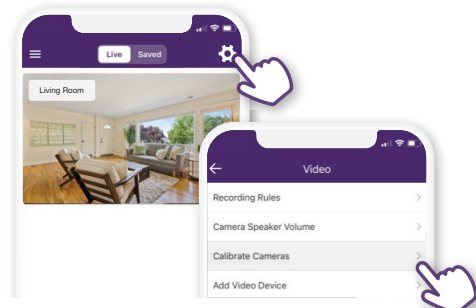 Live Saved
Living Room
Video
Recording Rules
Camera Speaker Volume
Calibrate Cameras
Add Video Device